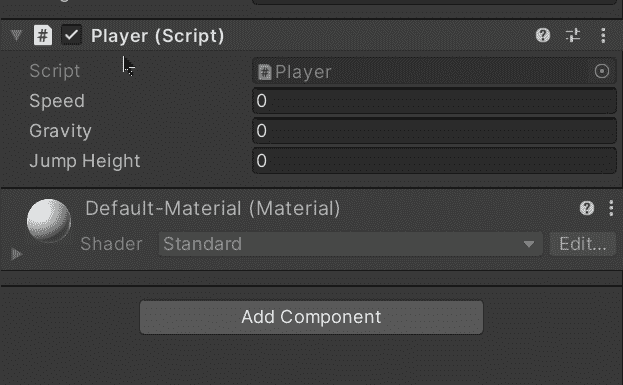 Player (Script)
Script Player
Speed 0
Gravity 0
Jump Height 0
Default-Material (Material)
Shader Standard Edit...
Add Component